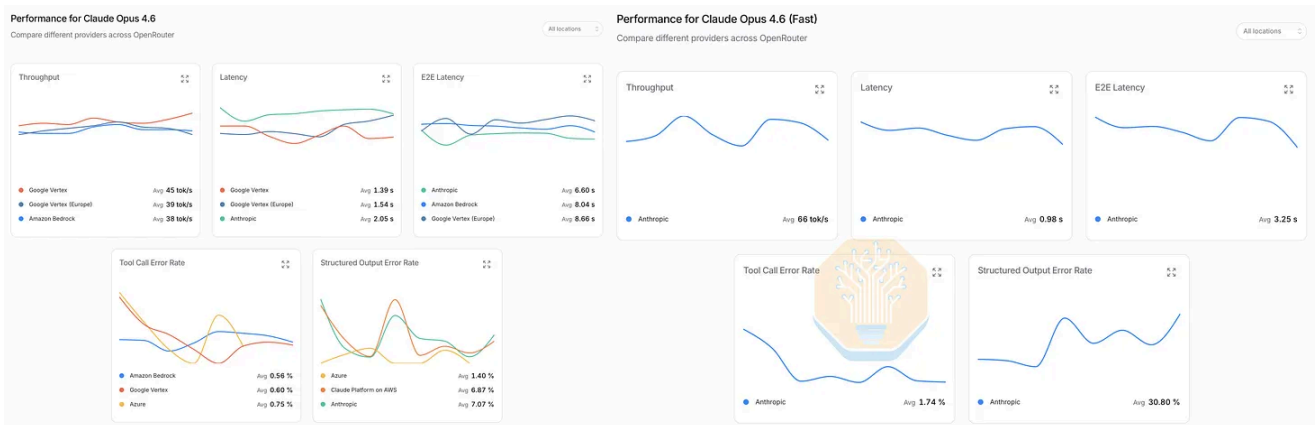 Performance for Claude Opus 4.6
Compare different providers across OpenRouter
All locations
Throughput
Google Vertex Avg 45 tok/s
Google Vertex (Europe) Avg 39 tok/s
Amazon Bedrock Avg 38 tok/s
Latency
Google Vertex Avg 1.39 s
Google Vertex (Europe) Avg 1.54 s
Anthropic Avg 2.05 s
E2E Latency
Anthropic Avg 6.60 s
Amazon Bedrock Avg 8.04 s
Google Vertex (Europe) Avg 8.66 s
Tool Call Error Rate
Amazon Bedrock Avg 0.56 %
Google Vertex Avg 0.60 %
Azure Avg 0.75 %
Structured Output Error Rate
Azure Avg 1.40 %
Claude Platform on AWS Avg 6.87 %
Anthropic Avg 7.07 %
Performance for Claude Opus 4.6 (Fast)
Compare different providers across OpenRouter
All locations
Throughput
Anthropic Avg 66 tok/s
Latency
Anthropic Avg 0.98 s
E2E Latency
Anthropic Avg 3.25 s
Tool Call Error Rate
Anthropic Avg 1.74 %
Structured Output Error Rate
Anthropic Avg 30.80 %